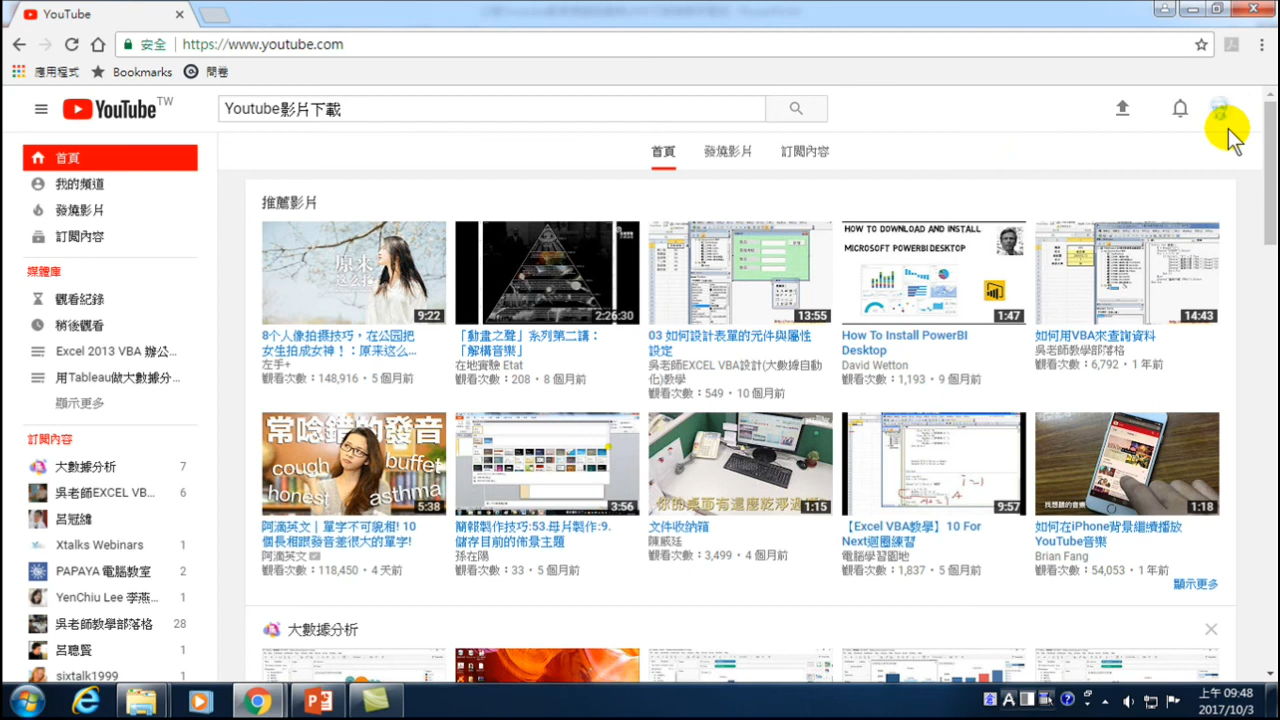 YouTube
安全 https://www.youtube.com
應用程式 Bookmarks 問卷
YouTube TW
Youtube影片下載
首頁 發燒影片 訂閱內容
首頁
我的頻道
發燒影片
訂閱內容
媒體庫
觀看紀錄
稍後觀看
Excel 2013 VBA 辦公...
用Tableau做大數據分...
顯示更多
訂閱內容
大數據分析 7
吳老師EXCEL VB... 6
呂冠緯
Xtalks Webinars
PAPAYA 電腦教室 2
YenChiu Lee 李燕... 1
吳老師教學部落格 28
呂聰賢 1
sixtalk1999
推薦影片
原來
9:22
8个人像拍摄技巧，在公园把
女生拍成女神！：原来这么...
左手+
觀看次數：148,916 • 5 個月前
2:26:30
「動畫之聲」系列第二講：
「解構音樂」
在地實驗 Etat
觀看次數：208 • 8 個月前
13:55
03 如何設計表單的元件與屬性
設定
吳老師EXCEL VBA設計(大數據自動
化)教學
觀看次數：549 • 10 個月前
HOW TO DOWNLOAD AND INSTALL
MICROSOFT POWERBI DESKTOP
1:47
How To Install PowerBI
Desktop
David Wetton
觀看次數：1,193 • 9 個月前
14:43
如何用VBA來查詢資料
吳老師教學部落格
觀看次數：6,792 • 1 年前
常唸錯的發音
cough buffet
honest asthma
5:38
阿滴英文｜單字不可貌相! 10
個長相跟發音差很大的單字!
阿滴英文
觀看次數：118,450 • 4 天前
3:56
簡報製作技巧:53.母片製作:9.
儲存目前的佈景主題
孫在陽
觀看次數：33 • 5 個月前
你的桌面有這麼乾淨過
1:15
文件收納箱
陳威廷
觀看次數：3,499 • 4 個月前
9:57
【Excel VBA教學】10 For
Next迴圈練習
電腦學習園地
觀看次數：1,837 • 5 個月前
找想聽的音樂
1:18
如何在iPhone背景繼續播放
YouTube音樂
Brian Fang
觀看次數：54,053 • 1 年前
顯示更多
大數據分析
上午 09:48
2017/10/3